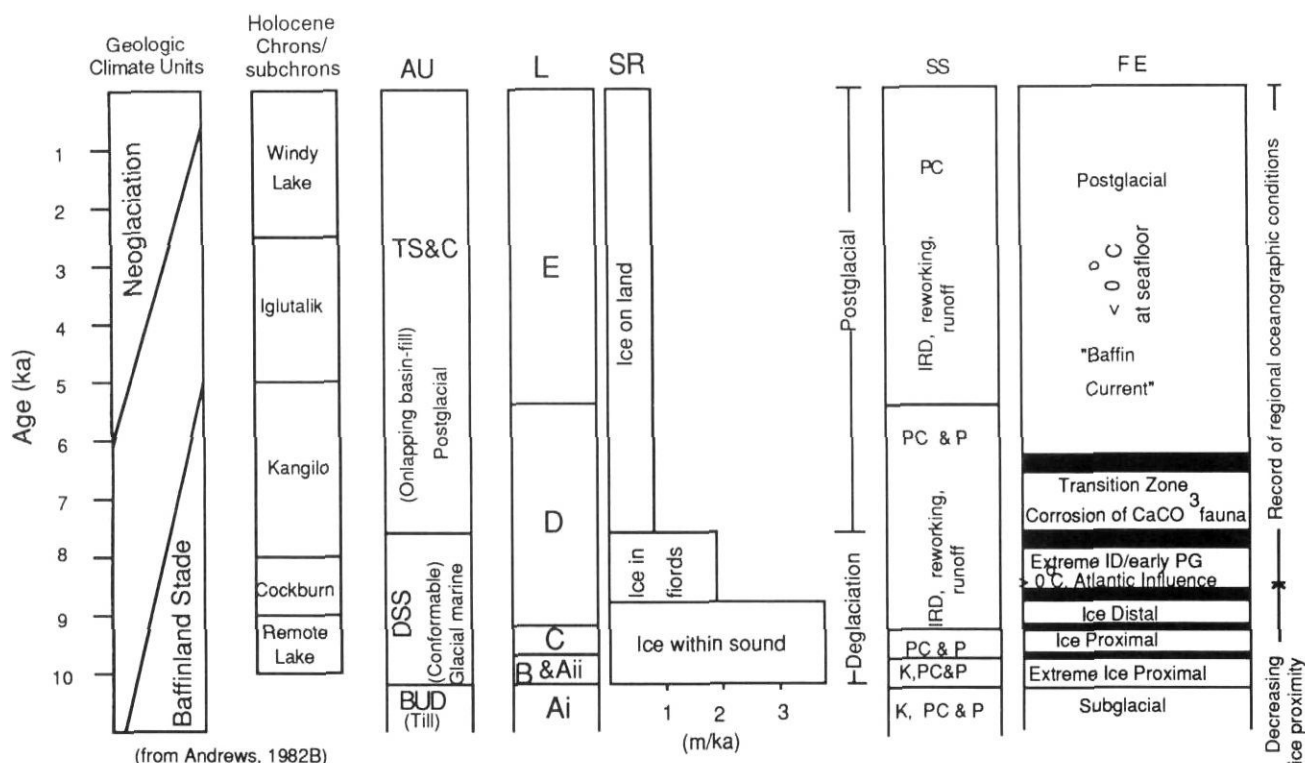 Geologic
Climate Units
Holocene
Chrons/
subchrons
AU
L
SR
SS
FE
Age (ka)
1
2
3
4
5
6
7
8
9
10
Neoglaciation
Baffinland Stade
(from Andrews, 1982B)
Windy
Lake
Iglutalik
Kangilo
Cockburn
Remote
Lake
TS&C
(Onlapping basin-fill)
Postglacial
DSS
(Conformable)
Glacial marine
BUD
(Till)
E
D
C
B &Aii
Ai
Ice on land
Ice in
fiords
Ice within sound
1 2 3
(m/ka)
Postglacial
Deglaciation
PC
IRD, reworking,
runoff
PC & P
IRD, reworking,
runoff
PC & P
K,PC&P
K, PC & P
Postglacial
< 0 ° C
at seafloor
"Baffin
Current"
Transition Zone
Corrosion of CaCO 3 fauna
Extreme ID/early PG
> 0°C, Atlantic Influence
Ice Distal
Ice Proximal
Extreme Ice Proximal
Subglacial
Record of regional oceanographic conditions
Decreasing
ice proximity